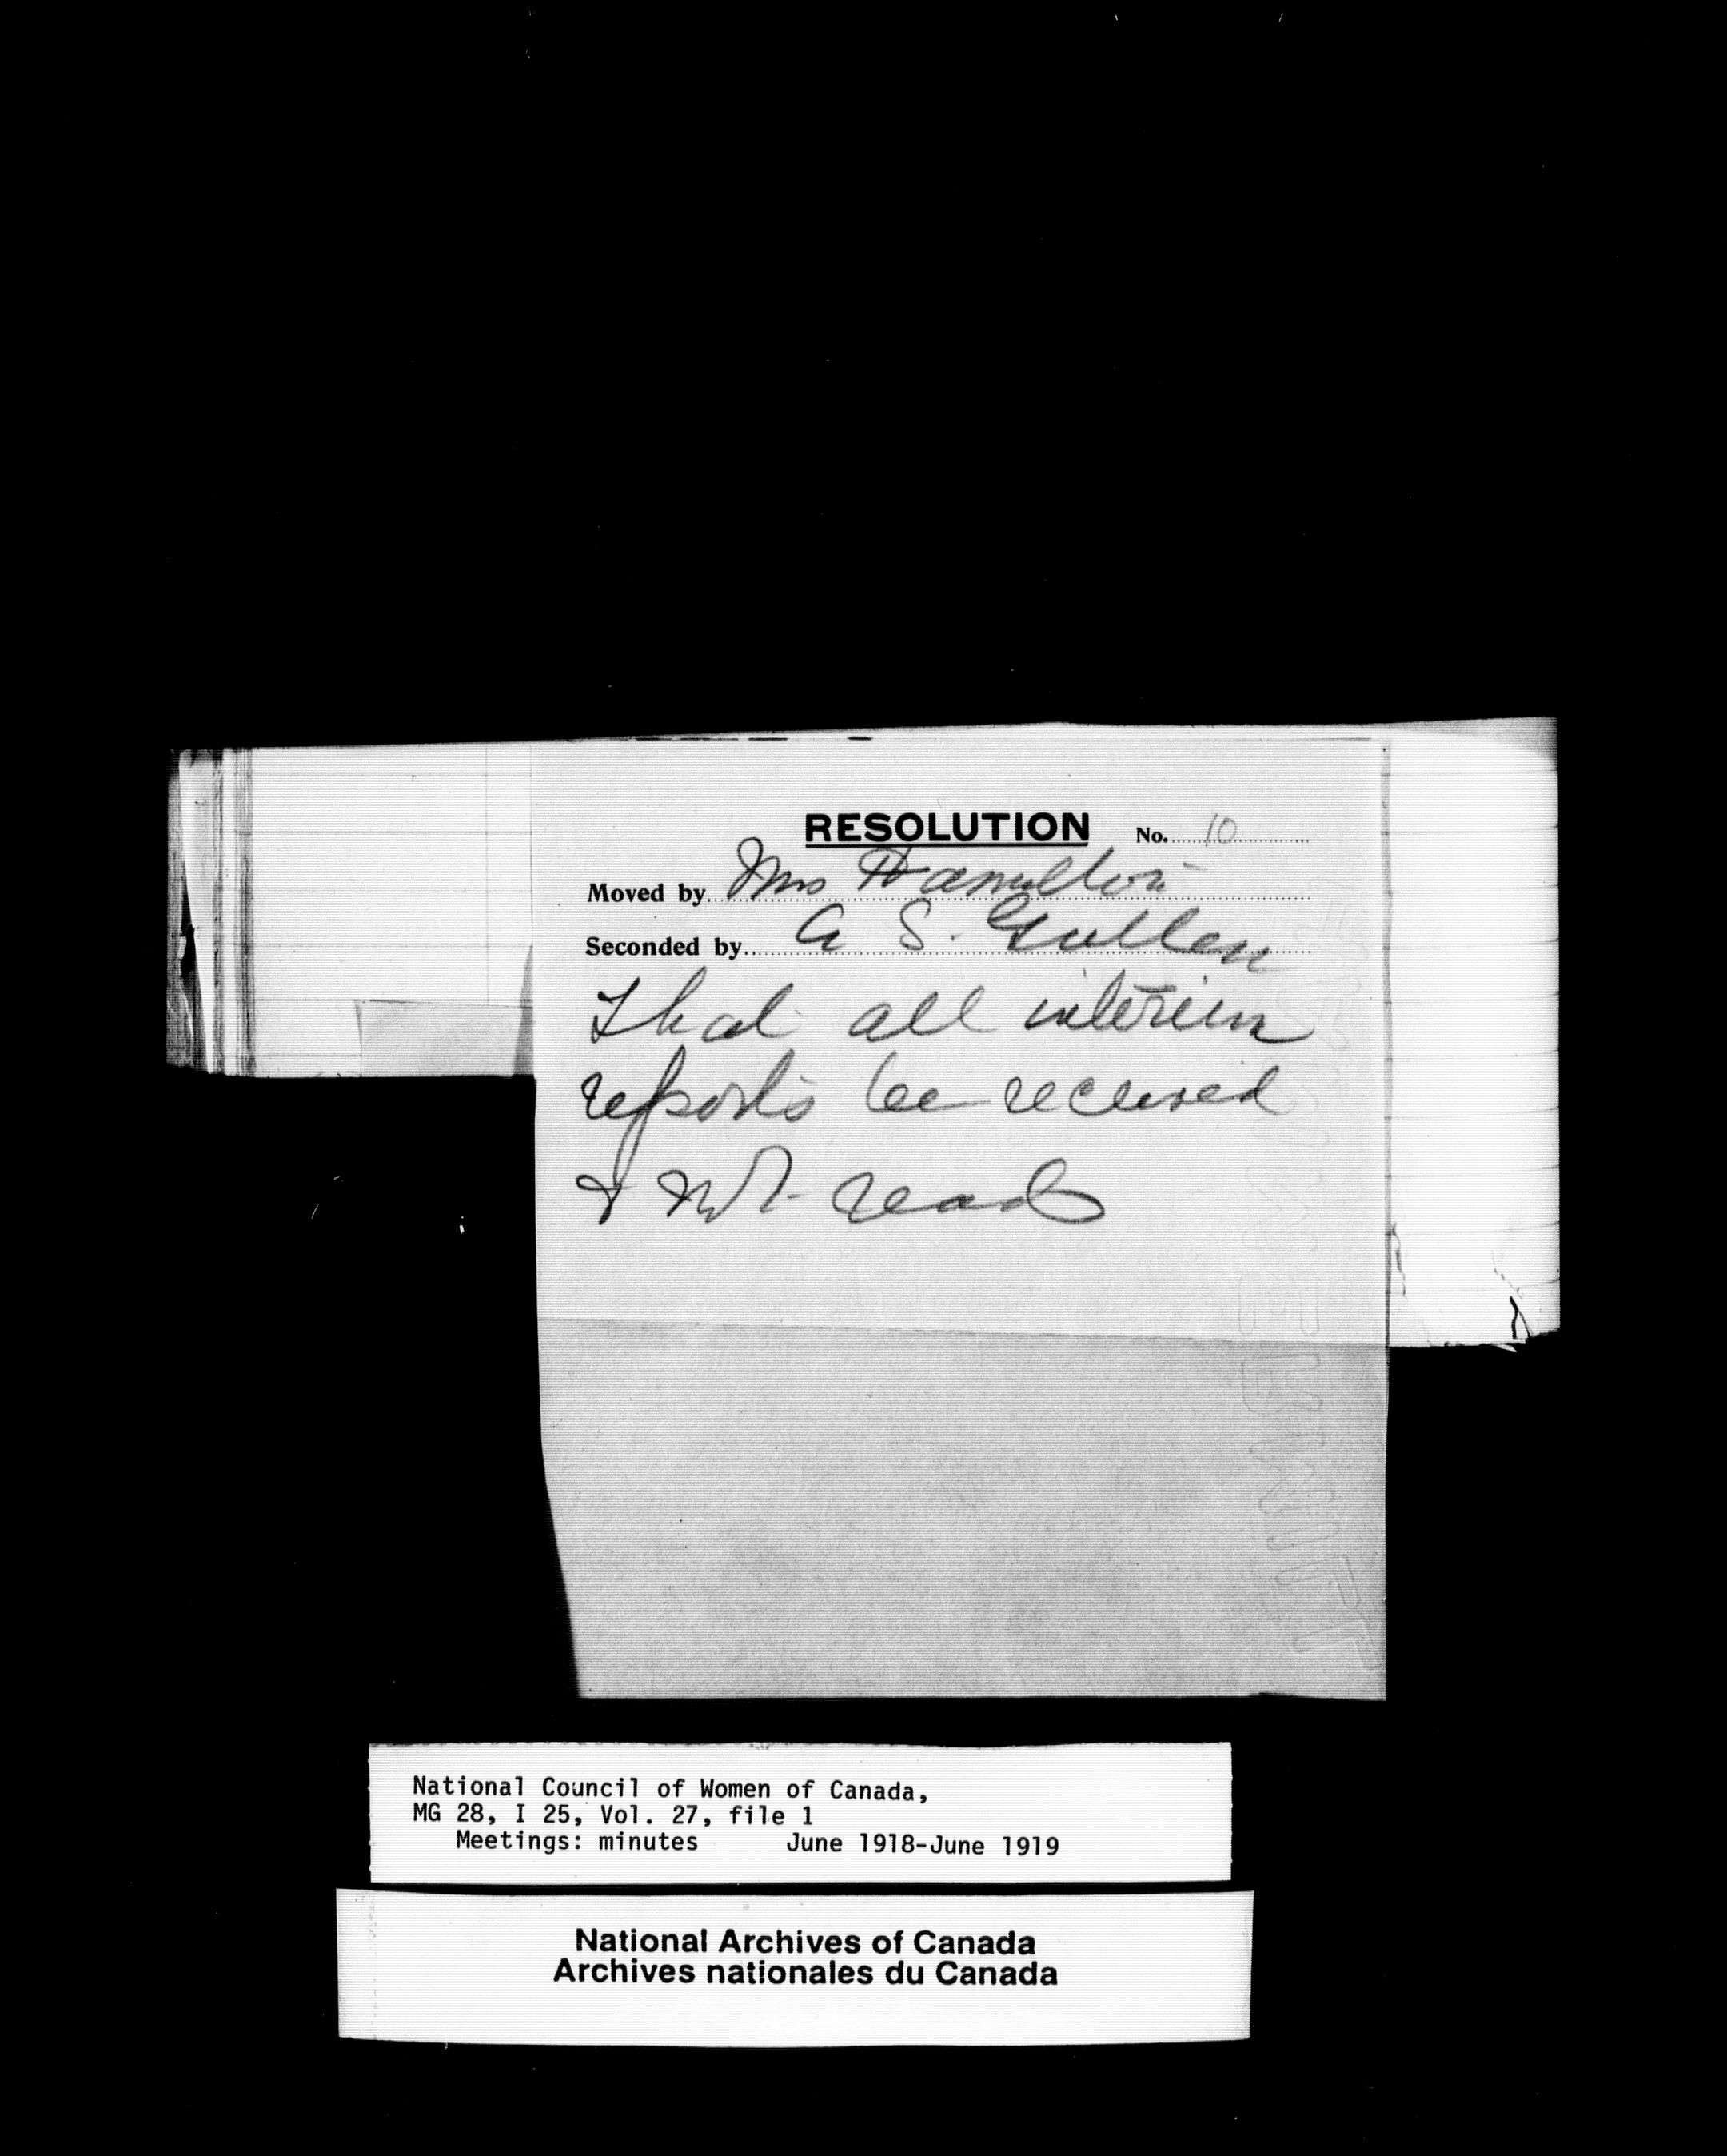 RESOLUTION No. 10
Moved by Mrs Hamilton
Seconded by A S. Gullen
That all interim
reports be received
& not read
National Council of Women of Canada,
MG 28, I 25, Vol. 27, file 1
Meetings: minutes June 1918-June 1919
National Archives of Canada
Archives nationales du Canada